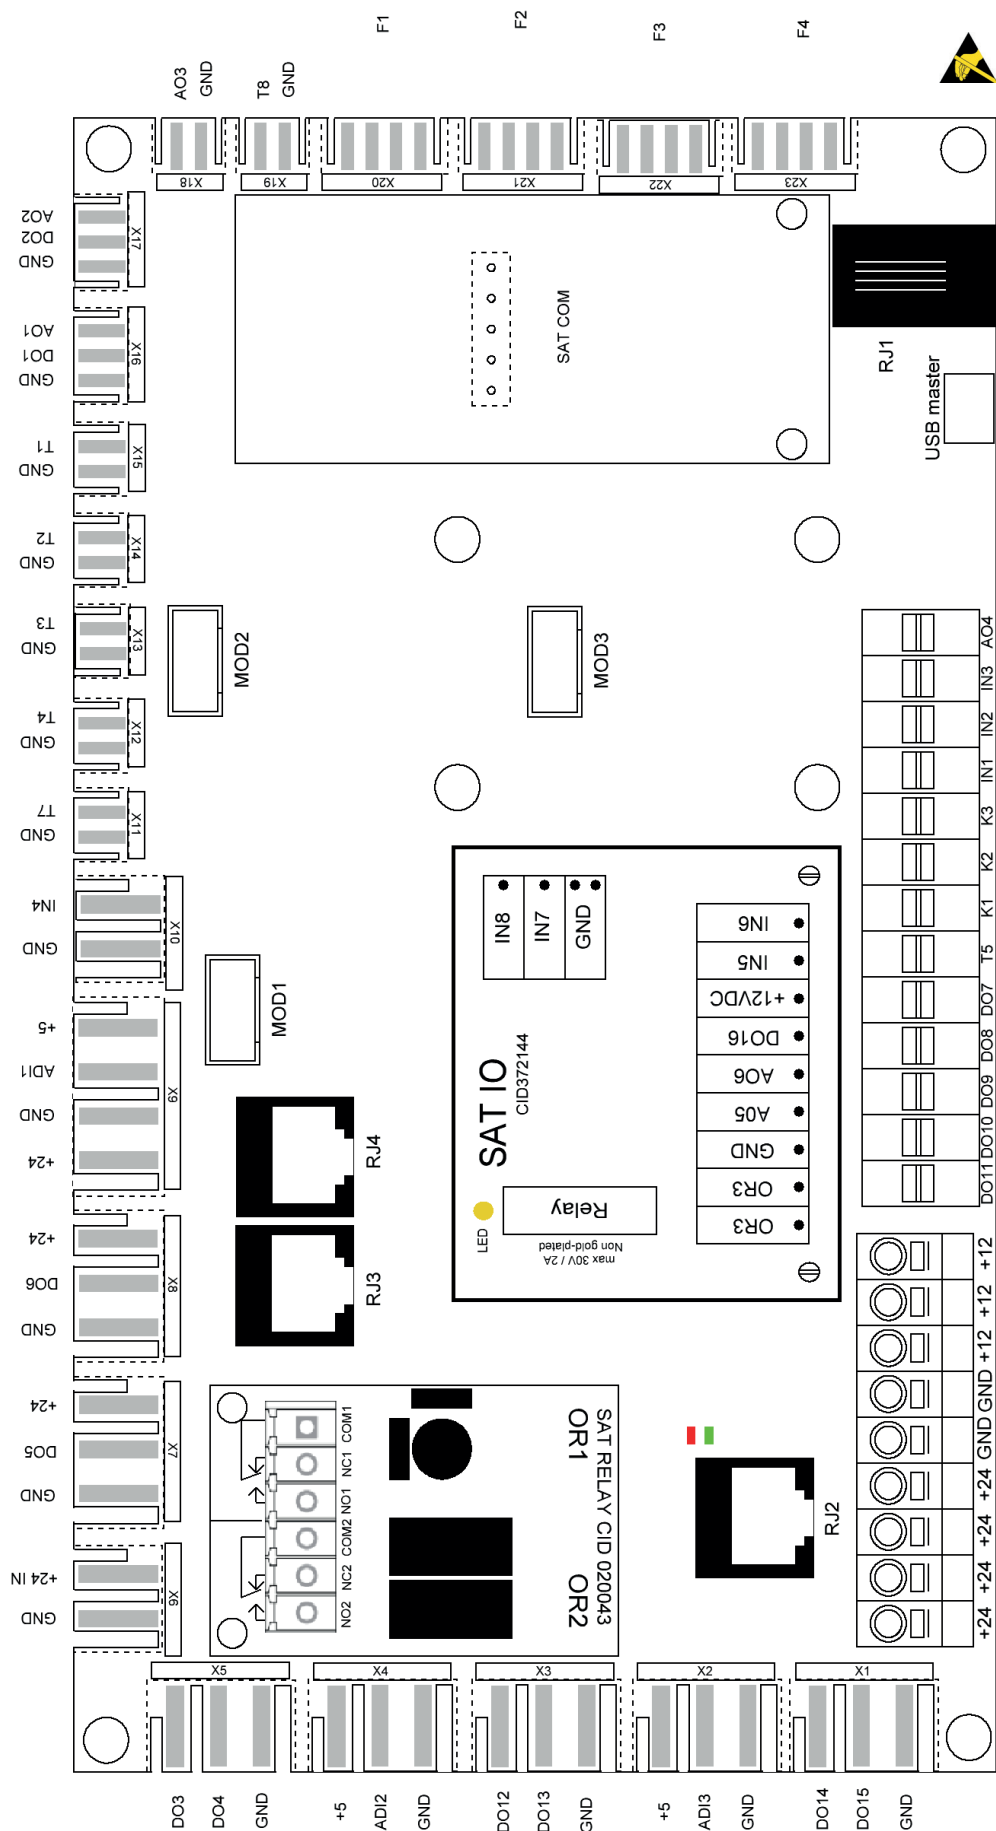 F1
F2
F3
F4
AO3
GND
T8
GND
X18
X19
X20
X21
X22
X23
AO2
DO2
GND
X17
AO1
DO1
GND
X16
T1
GND
X15
T2
GND
X14
T3
GND
X13
T4
GND
X12
T7
GND
X11
IN4
GND
X10
+5
ADI1
GND
+24
X9
+24
DO6
GND
X8
+24
DO5
GND
X7
+24 IN
GND
X6
SAT COM
RJ1
USB master
MOD2
MOD3
MOD1
RJ4
RJ3
AO4
IN3
IN2
IN1
K3
K2
K1
T5
DO7
DO8
DO9
DO10
DO11
IN8
IN7
GND
IN6
IN5
+12VDC
DO16
AO6
A05
GND
OR3
OR3
SAT IO
CID372144
LED
Relay
max 30V / 2A
Non gold-plated
+12
+12
+12
GND
GND
+24
+24
+24
+24
COM1
NC1
NO1
COM2
NC2
NO2
SAT RELAY CID 020043
OR1
OR2
RJ2
X5
X4
X3
X2
X1
DO3
DO4
GND
+5
ADI2
GND
DO12
DO13
GND
+5
ADI3
GND
DO14
DO15
GND